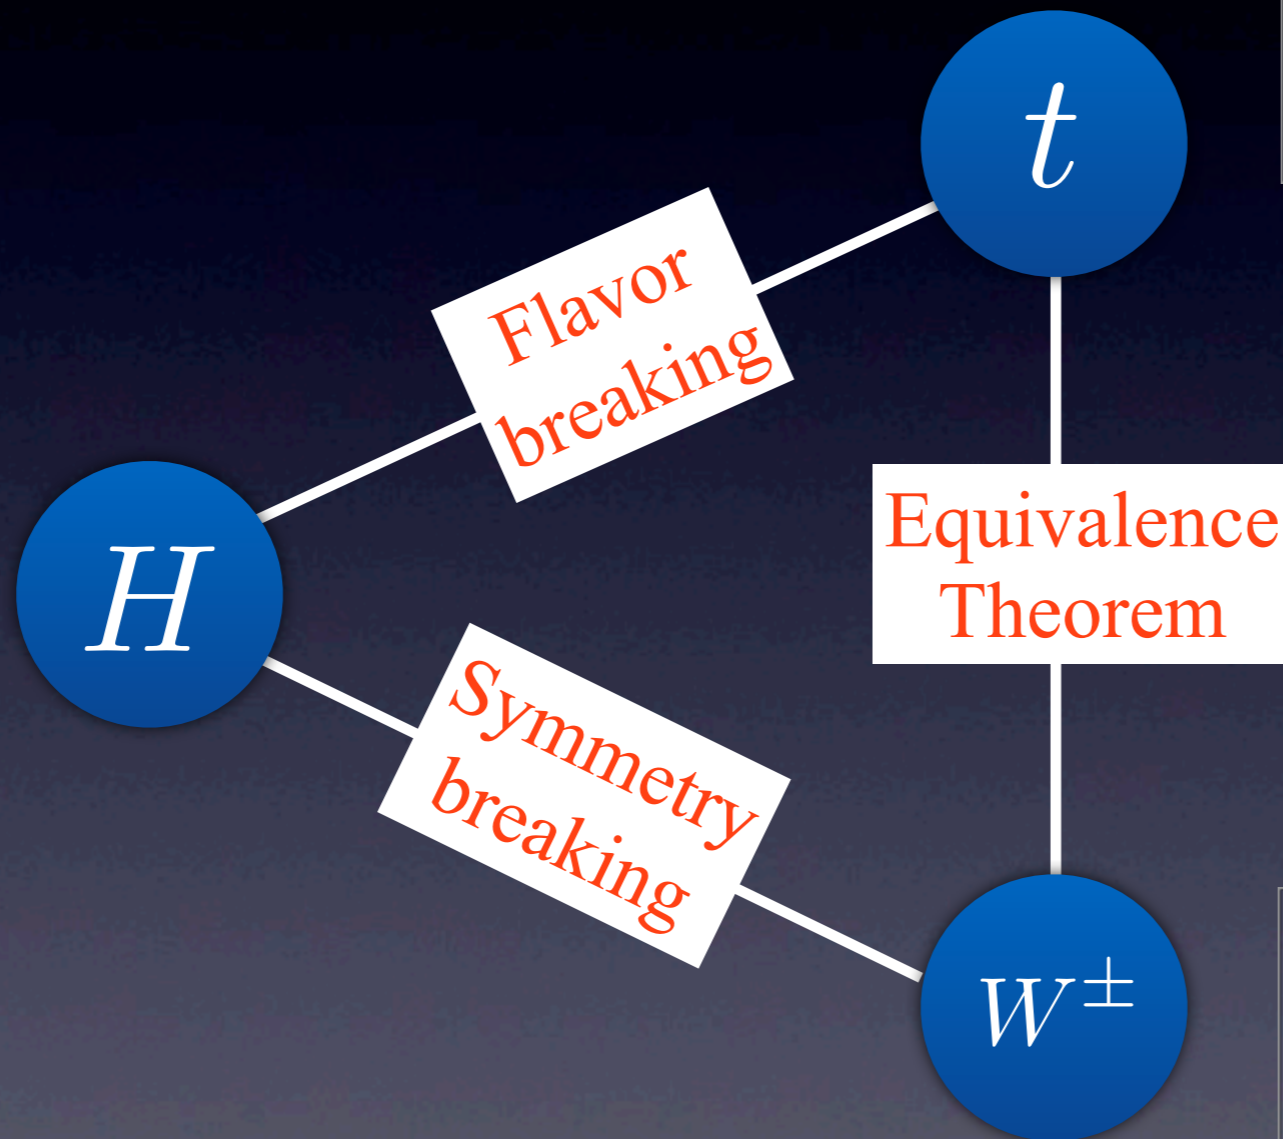 t
Flavor
breaking
H
Equivalence
Theorem
Symmetry
breaking
W±